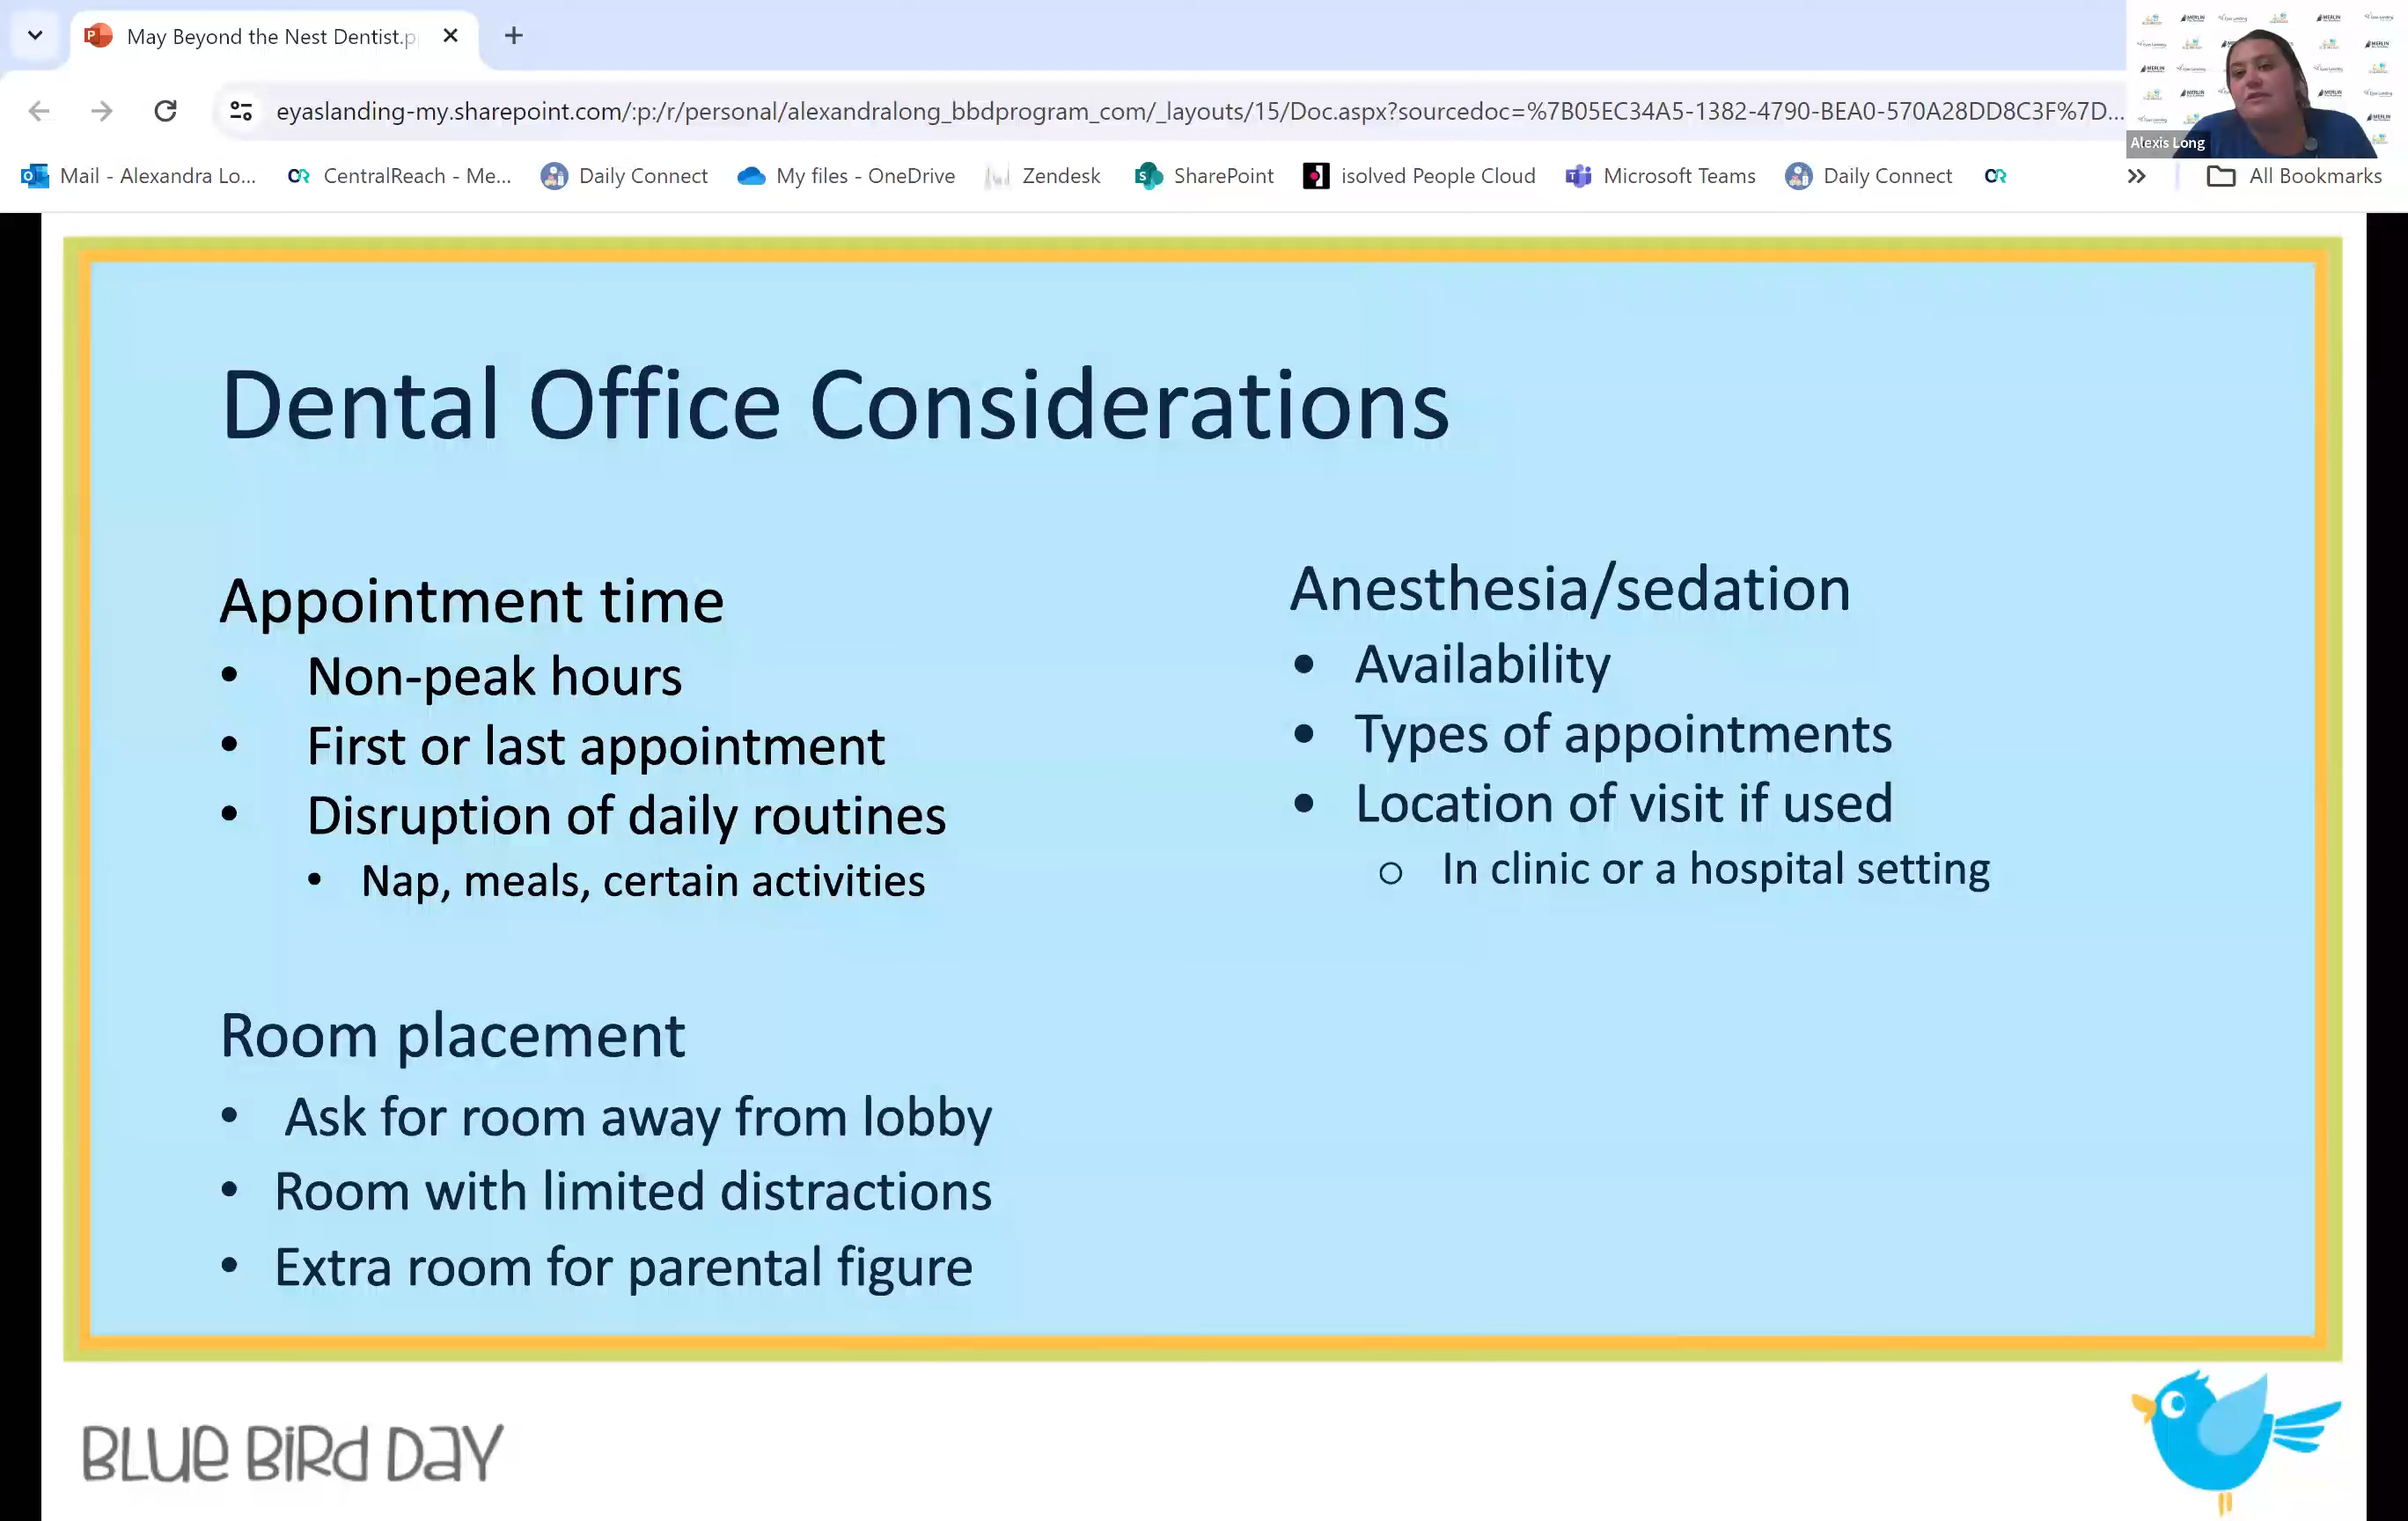 May Beyond the Nest Dentist.p
eyaslanding-my.sharepoint.com/:p:/r/personal/alexandralong_bbdprogram_com/_layouts/15/Doc.aspx?sourcedoc=%7B05EC34A5-1382-4790-BEA0-570A28DD8C3F%7D...
Alexis Long
Mail - Alexandra Lo... CentralReach - Me... Daily Connect My files - OneDrive Zendesk SharePoint isolved People Cloud Microsoft Teams Daily Connect All Bookmarks
Dental Office Considerations
Appointment time
• Non-peak hours
• First or last appointment
• Disruption of daily routines
• Nap, meals, certain activities
Room placement
• Ask for room away from lobby
• Room with limited distractions
• Extra room for parental figure
Anesthesia/sedation
• Availability
• Types of appointments
• Location of visit if used
○ In clinic or a hospital setting
BLUe BiRd DaY